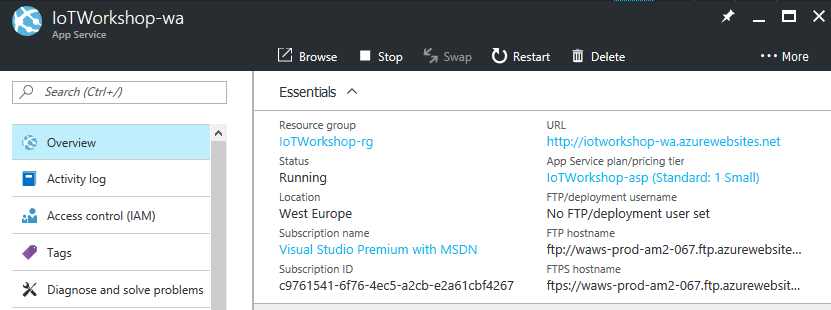 IoTWorkshop-wa
App Service
Browse Stop Swap Restart Delete ••• More
Search (Ctrl+/)
Overview
Activity log
Access control (IAM)
Tags
Diagnose and solve problems
Essentials
Resource group
IoTWorkshop-rg
Status
Running
Location
West Europe
Subscription name
Visual Studio Premium with MSDN
Subscription ID
c9761541-6f76-4ec5-a2cb-e2a61cbf4267
URL
http://iotworkshop-wa.azurewebsites.net
App Service plan/pricing tier
IoTWorkshop-asp (Standard: 1 Small)
FTP/deployment username
No FTP/deployment user set
FTP hostname
ftp://waws-prod-am2-067.ftp.azurewebsite...
FTPS hostname
ftps://waws-prod-am2-067.ftp.azurewebsit...